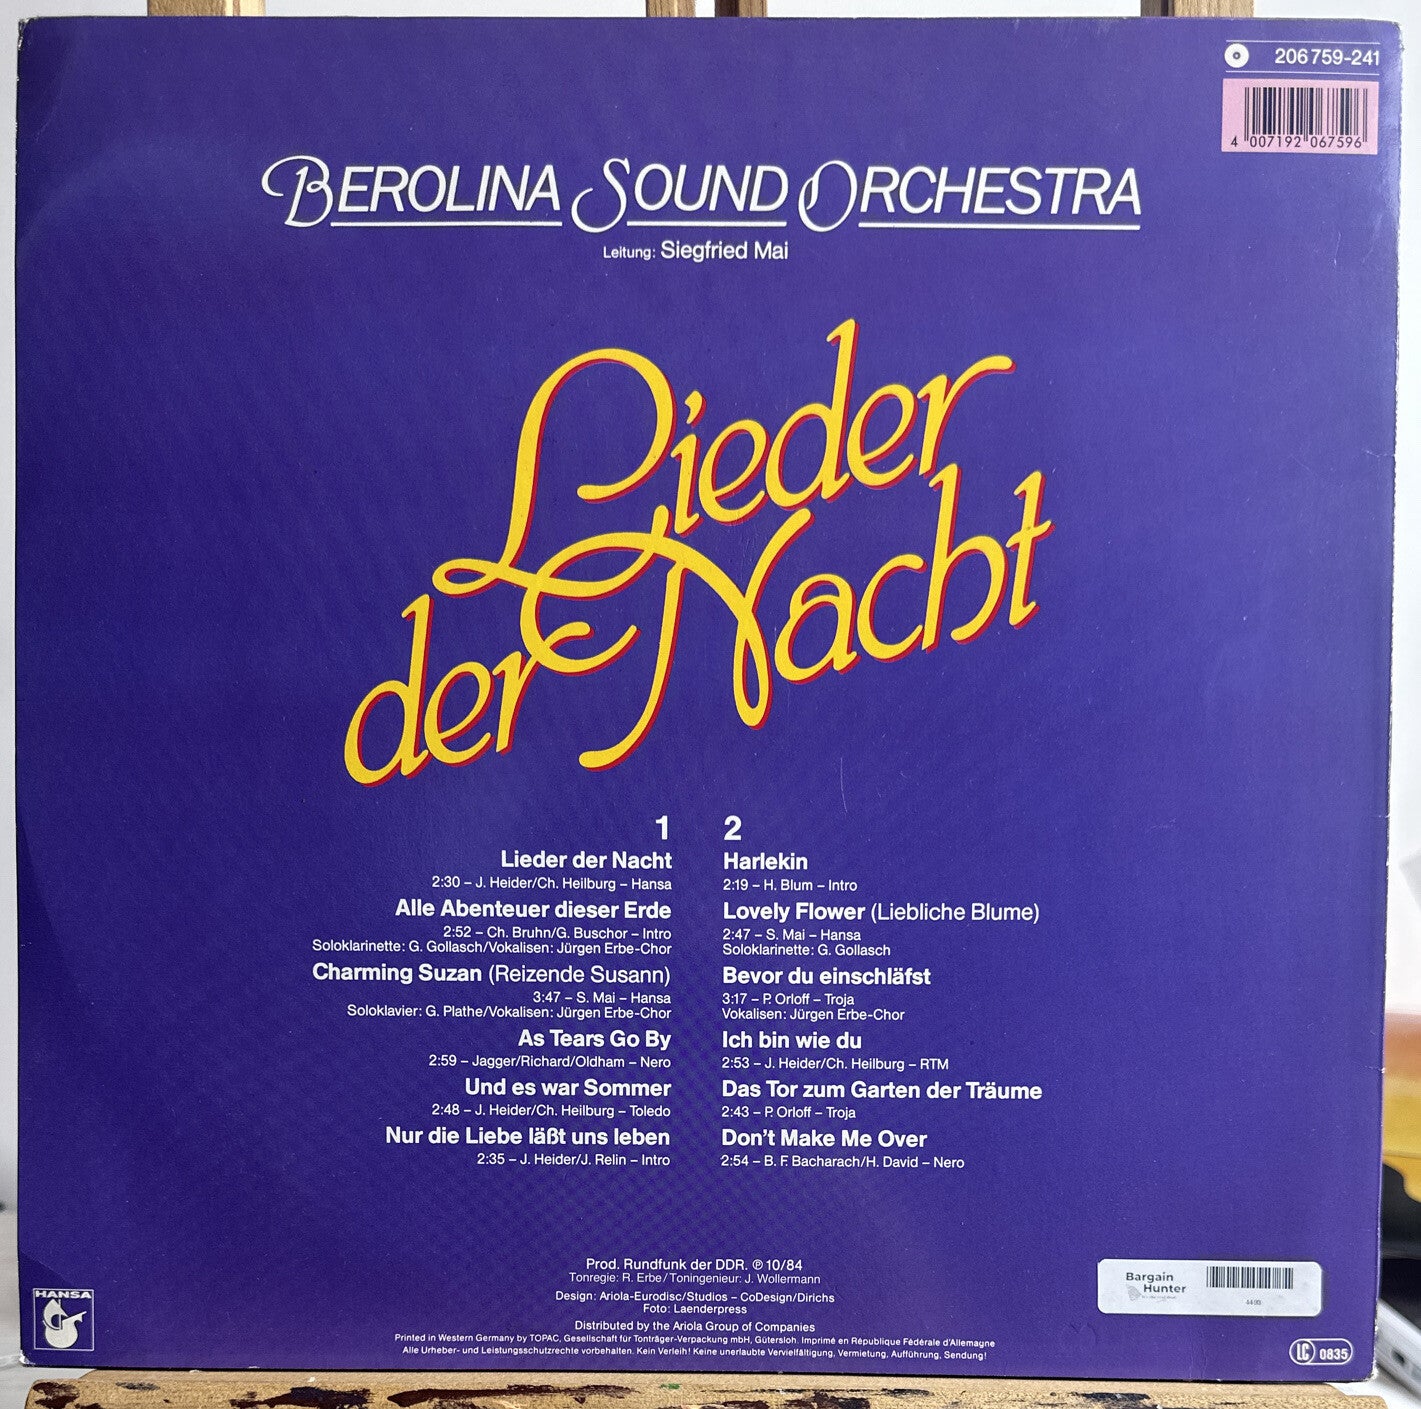 206 759-241
4 007192 067596
BEROLINA SOUND ORCHESTRA
Leitung: Siegfried Mai
Lieder
der Nacht
1
Lieder der Nacht
2:30 – J. Heider/Ch. Heilburg – Hansa
Alle Abenteuer dieser Erde
2:52 – Ch. Bruhn/G. Buschor – Intro
Soloklarinette: G. Gollasch/Vokalisen: Jürgen Erbe-Chor
Charming Suzan (Reizende Susann)
3:47 – S. Mai – Hansa
Soloklavier: G. Plathe/Vokalisen: Jürgen Erbe-Chor
As Tears Go By
2:59 – Jagger/Richard/Oldham – Nero
Und es war Sommer
2:48 – J. Heider/Ch. Heilburg – Toledo
Nur die Liebe läßt uns leben
2:35 – J. Heider/J. Relin – Intro
2
Harlekin
2:19 – H. Blum – Intro
Lovely Flower (Liebliche Blume)
2:47 – S. Mai – Hansa
Soloklarinette: G. Gollasch
Bevor du einschläfst
3:17 – P. Orloff – Troja
Vokalisen: Jürgen Erbe-Chor
Ich bin wie du
2:53 – J. Heider/Ch. Heilburg – RTM
Das Tor zum Garten der Träume
2:43 – P. Orloff – Troja
Don't Make Me Over
2:54 – B. F. Bacharach/H. David – Nero
Prod. Rundfunk der DDR. ℗ 10/84
Tonregie: R. Erbe/Toningenieur: J. Wollermann
Design: Ariola-Eurodisc/Studios – CoDesign/Dirichs
Foto: Laenderpress
Distributed by the Ariola Group of Companies
Printed in Western Germany by TOPAC, Gesellschaft für Tonträger-Verpackung mbH, Gütersloh. Imprimé en République Fédérale d'Allemagne
Alle Urheber- und Leistungsschutzrechte vorbehalten. Kein Verleih! Keine unerlaubte Vervielfältigung, Vermietung, Aufführung, Sendung!
HANSA
Bargain
Hunter
LC 0835